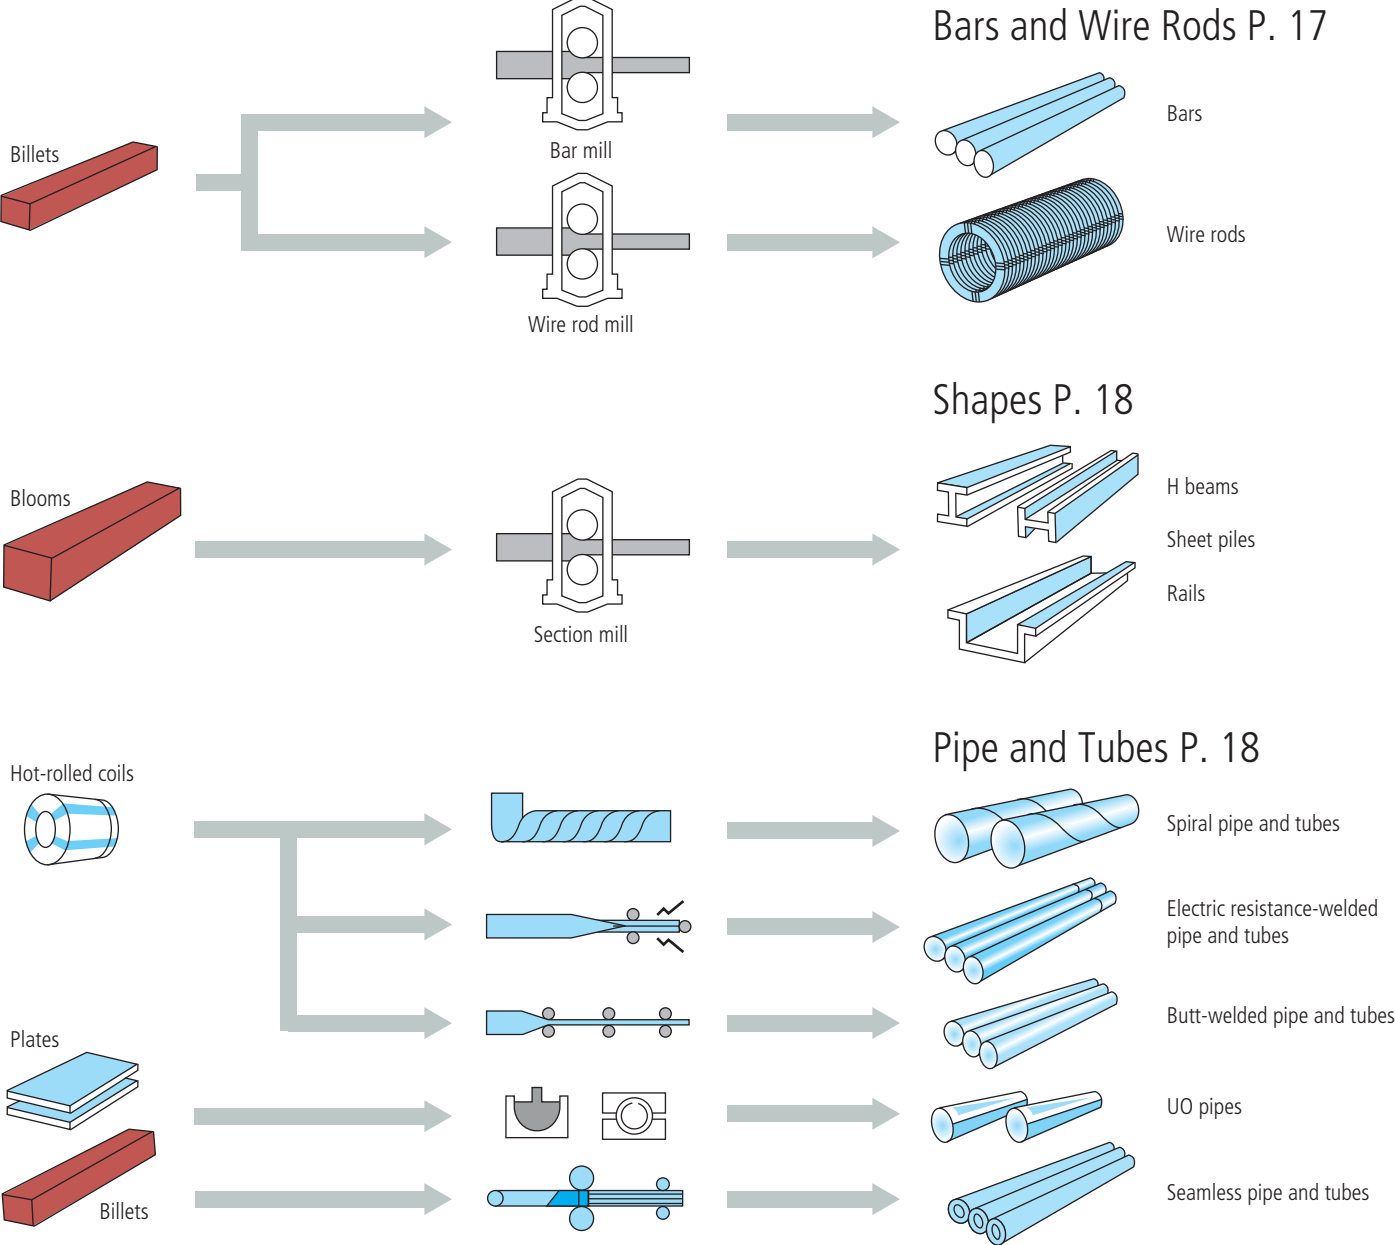 Bars and Wire Rods P. 17
Billets
Bar mill
Bars
Wire rod mill
Wire rods
Shapes P. 18
Blooms
Section mill
H beams
Sheet piles
Rails
Pipe and Tubes P. 18
Hot-rolled coils
Spiral pipe and tubes
Electric resistance-welded
pipe and tubes
Butt-welded pipe and tubes
Plates
UO pipes
Billets
Seamless pipe and tubes